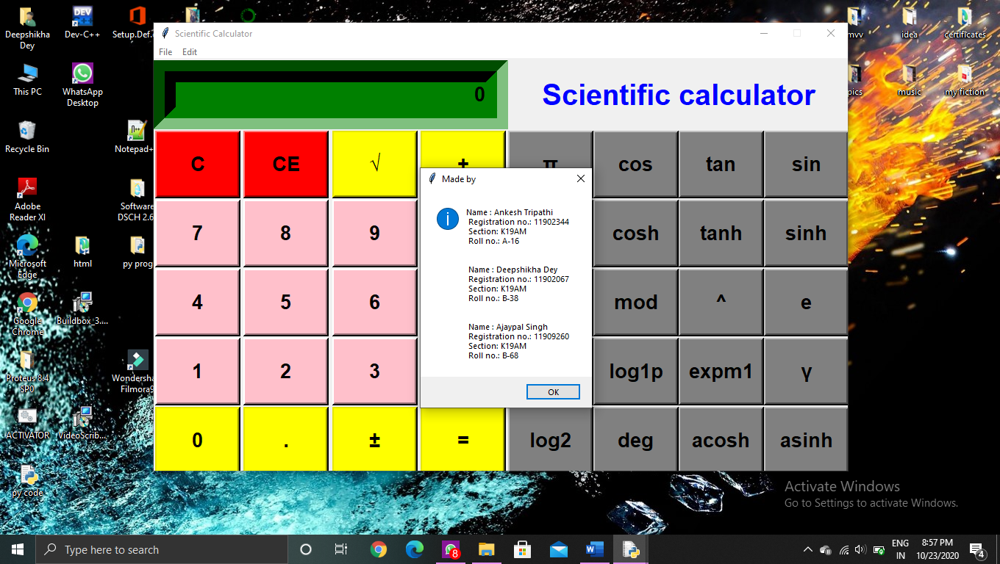 Deepshikha
Dey
Dev-C++
Setup.Def.
This PC
WhatsApp
Desktop
Recycle Bin
Notepad+
Adobe
Reader XI
Software
DSCH 2.6
Microsoft
Edge
html
py prog
Google
Chrome
Buildbox_3....
Proteus 8.4
SP0
Wondersha
Filmora9
ACTIVATOR
VideoScrib...
py code
mvv
idea
certificates
pics
music
my fiction
Scientific Calculator
File Edit
0
Scientific calculator
C CE √ + π cos tan sin
7 8 9 cosh tanh sinh
4 5 6 mod ^ e
1 2 3 log1p expm1 γ
0 . ± = log2 deg acosh asinh
Made by
Name : Ankesh Tripathi
Registration no.: 11902344
Section: K19AM
Roll no.: A-16
Name : Deepshikha Dey
Registration no.: 11902067
Section: K19AM
Roll no.: B-38
Name : Ajaypal Singh
Registration no.: 11909260
Section: K19AM
Roll no.: B-68
OK
Activate Windows
Go to Settings to activate Windows.
Type here to search
8
ENG
IN
8:57 PM
10/23/2020
4